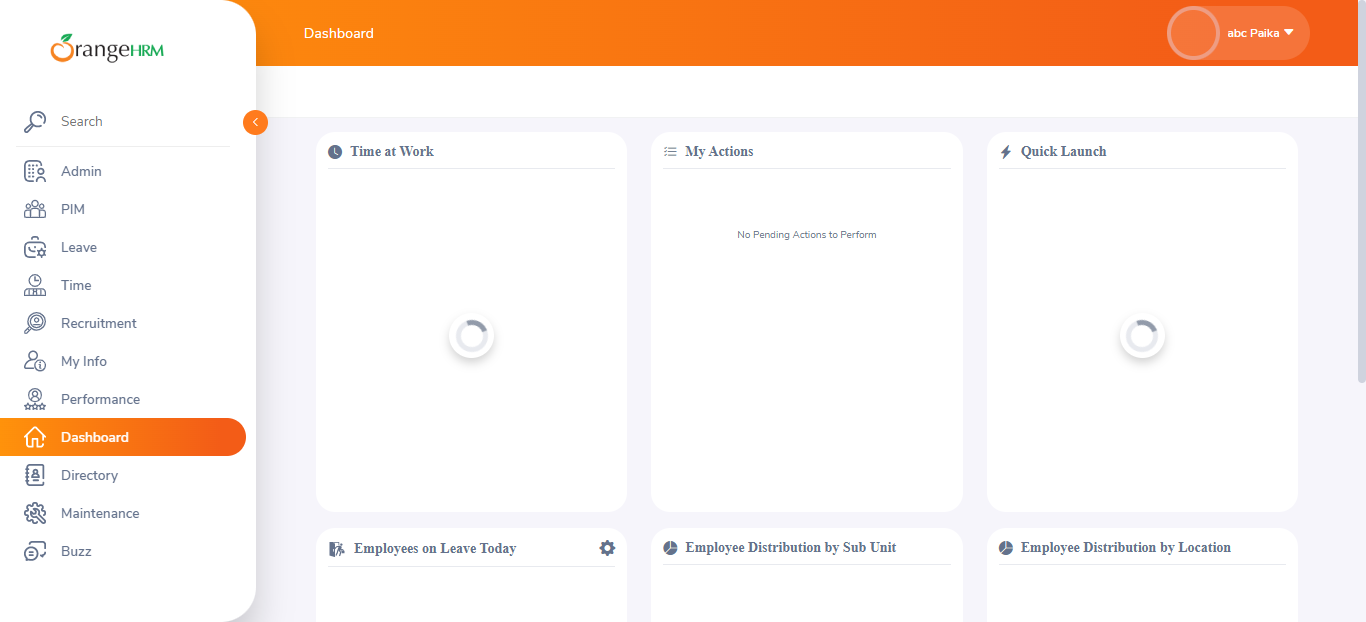 OrangeHRM
Dashboard
abc Paika
Search
Admin
PIM
Leave
Time
Recruitment
My Info
Performance
Dashboard
Directory
Maintenance
Buzz
Time at Work
My Actions
No Pending Actions to Perform
Quick Launch
Employees on Leave Today
Employee Distribution by Sub Unit
Employee Distribution by Location